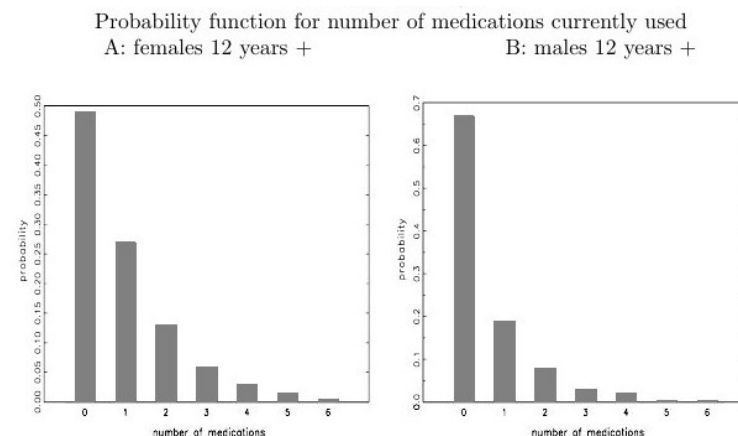 Probability function for number of medications currently used
A: females 12 years +
B: males 12 years +
probability
0.00 0.05 0.10 0.15 0.20 0.25 0.30 0.35 0.40 0.45 0.50
0 1 2 3 4 5 6
number of medications
probability
0.0 0.1 0.2 0.3 0.4 0.5 0.6 0.7
0 1 2 3 4 5 6
number of medications